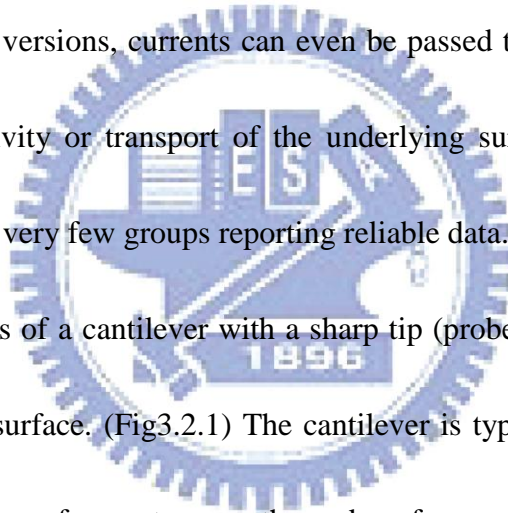 versions, currents can even be passed t
E S A
vity or transport of the underlying su
very few groups reporting reliable data.
s of a cantilever with a sharp tip (probe
1896
surface. (Fig3.2.1) The cantilever is typ